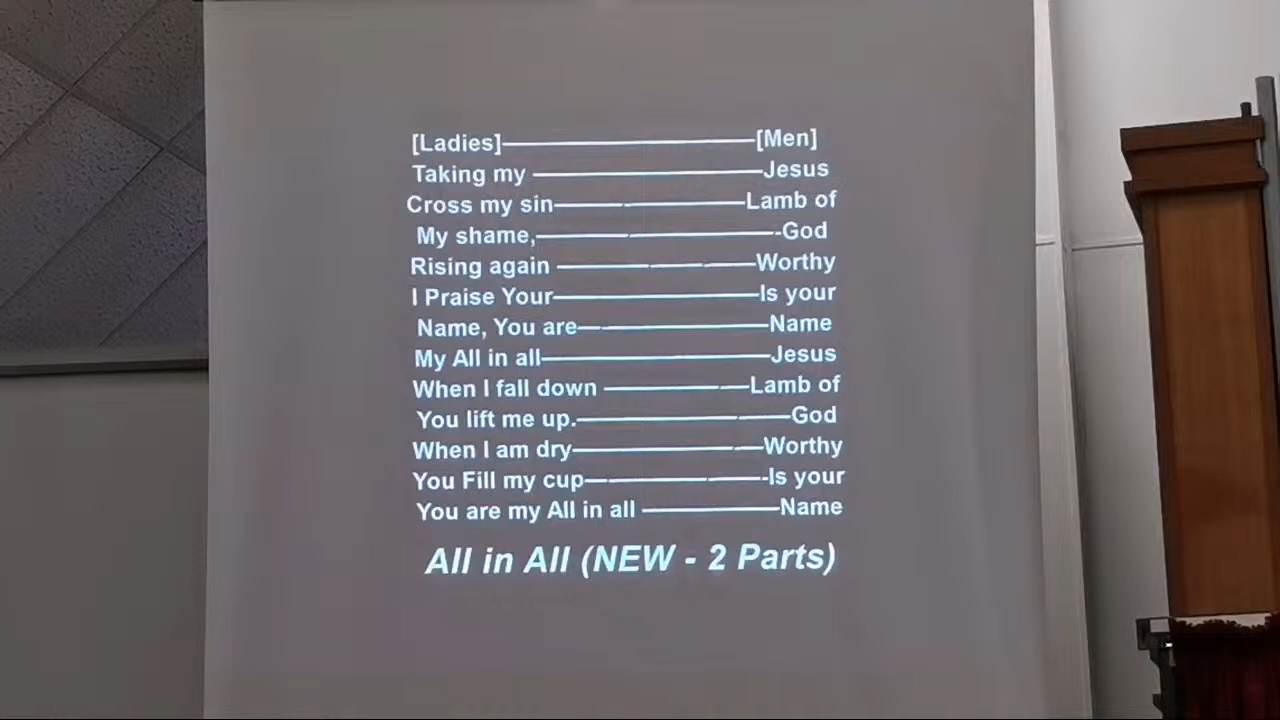 [Ladies]—————————[Men]
Taking my ————————Jesus
Cross my sin———————Lamb of
My shame,————————-God
Rising again ———————Worthy
I Praise Your———————Is your
Name, You are———————Name
My All in all————————Jesus
When I fall down —————Lamb of
You lift me up.———————God
When I am dry———————Worthy
You Fill my cup——————-Is your
You are my All in all —————Name
All in All (NEW - 2 Parts)